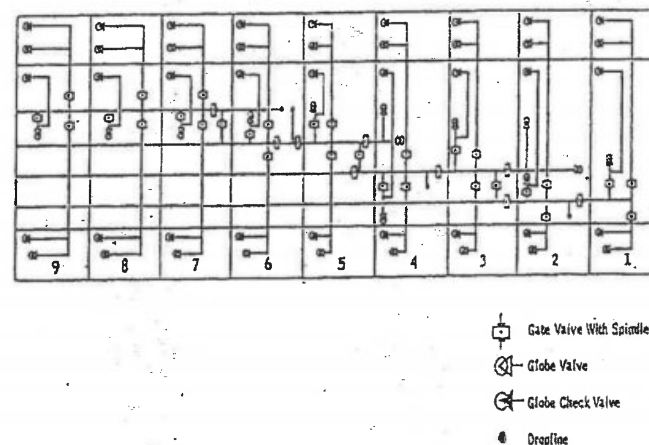 9 8 7 6 5 4 3 2 1
Gate Valve With Spindle
Globe Valve
Globe Check Valve
Dropline